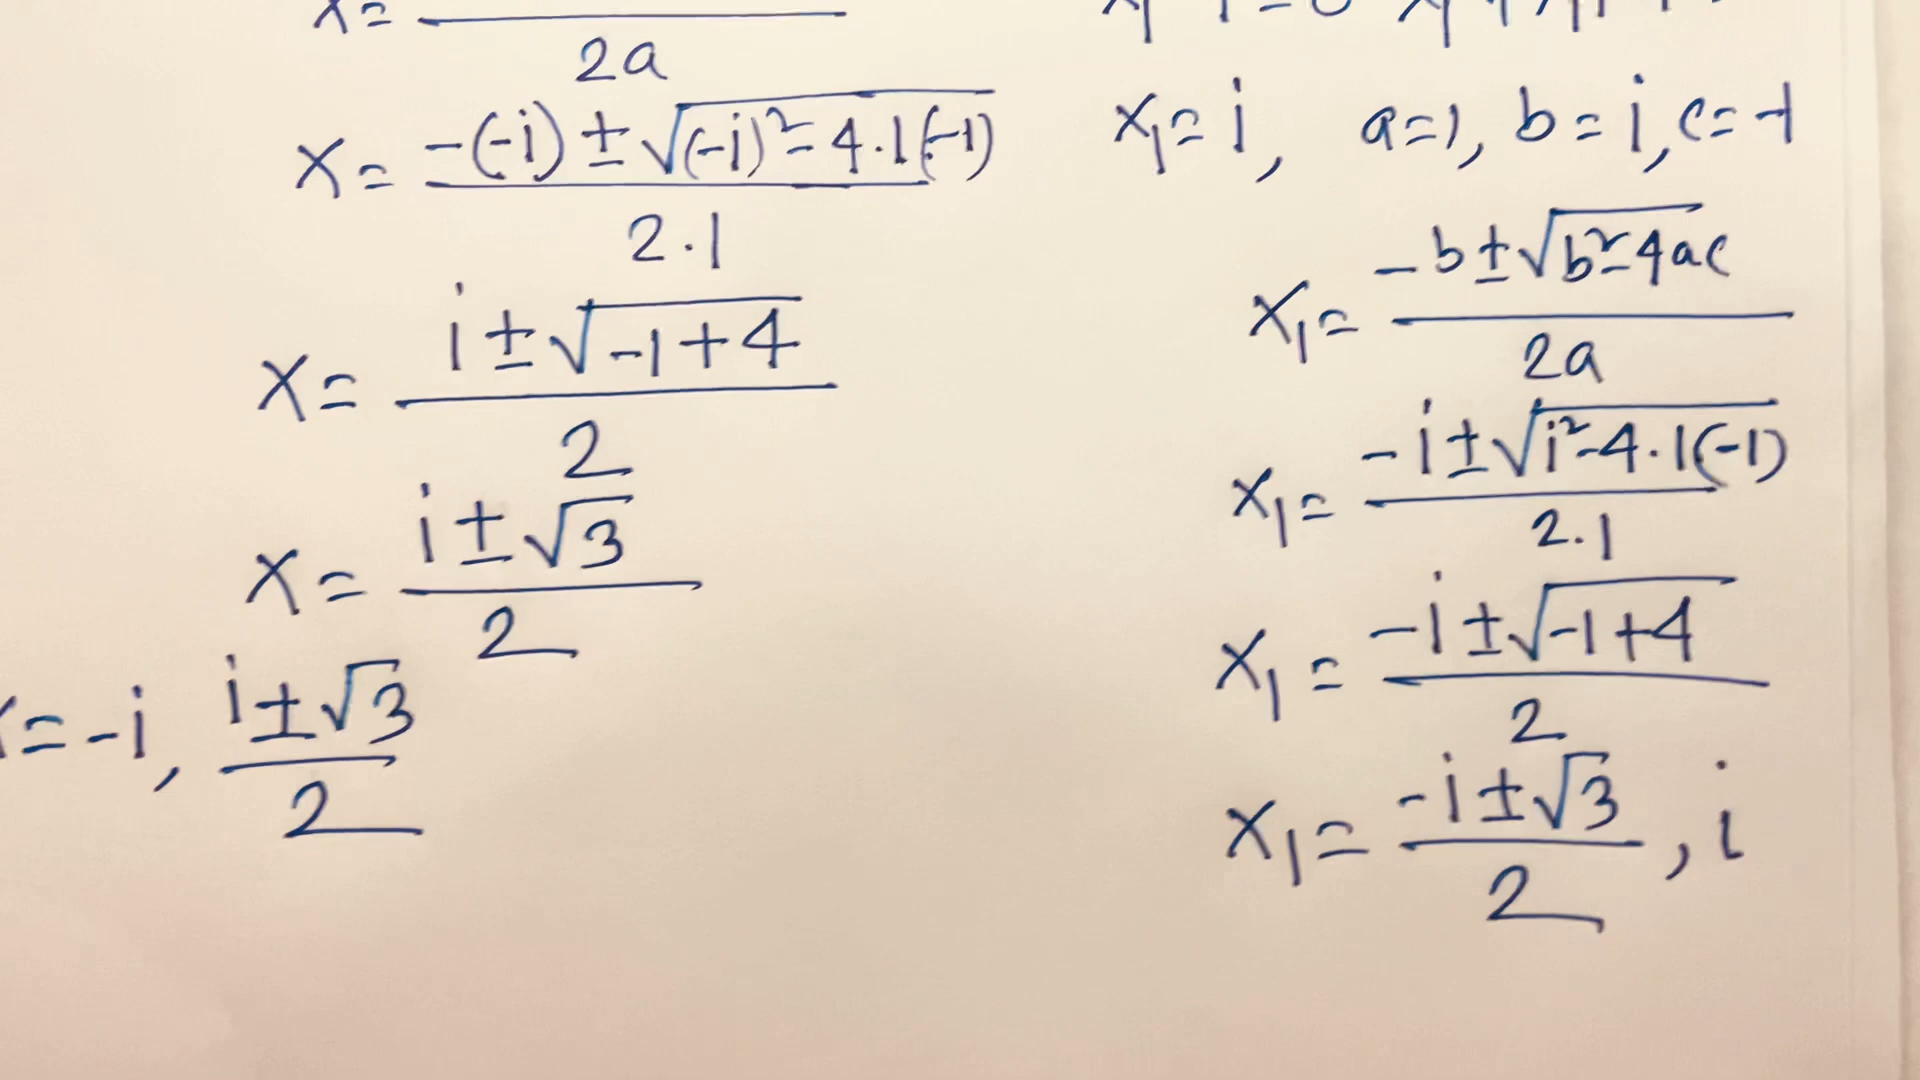 x =
2a
x = -(-i) ± √(-i)² - 4.1(-1)
2.1
x = i ± √-1+4
2
x = i ± √3
2
x = -i, i ± √3
2
x₁ = i, a=1, b = i, c = -1
x₁ = -b ± √b² - 4ac
2a
x₁ = -i ± √i² - 4.1(-1)
2.1
x₁ = -i ± √-1+4
2
x₁ = -i ± √3 , i
2